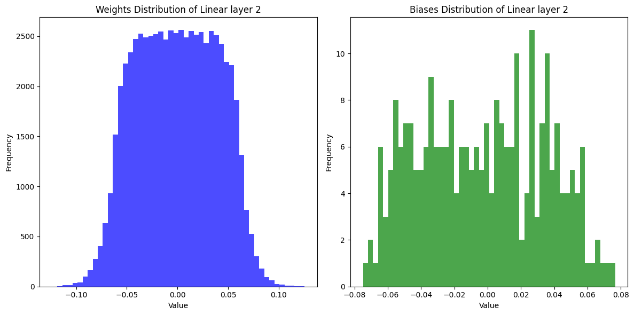 Weights Distribution of Linear layer 2
Frequency
2500
2000
1500
1000
500
0
−0.10 −0.05 0.00 0.05 0.10
Value
Biases Distribution of Linear layer 2
Frequency
10
8
6
4
2
0
−0.08 −0.06 −0.04 −0.02 0.00 0.02 0.04 0.06 0.08
Value